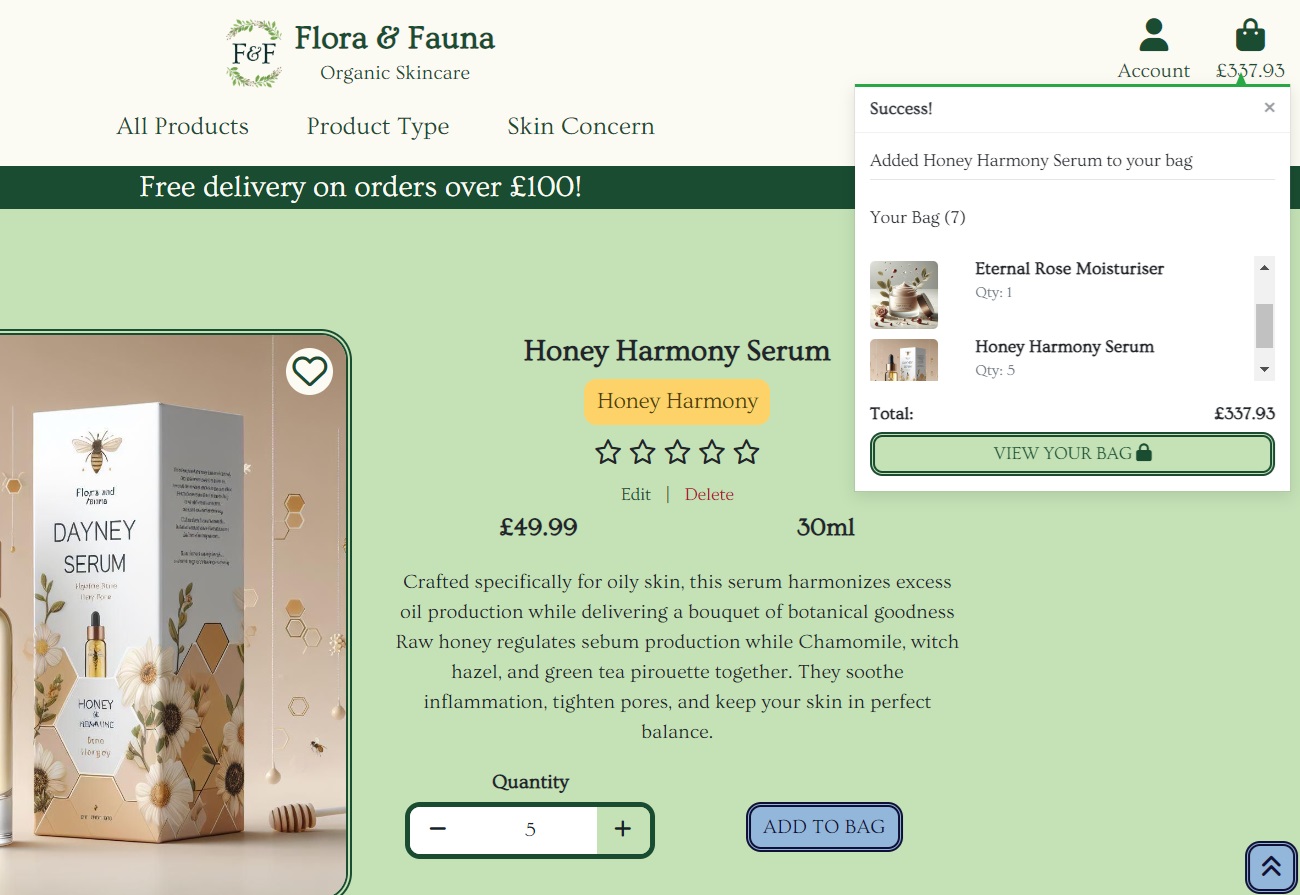 F&F
Flora & Fauna
Organic Skincare
Account
£337.93
All Products
Product Type
Skin Concern
Free delivery on orders over £100!
Success!
×
Added Honey Harmony Serum to your bag
Your Bag (7)
Eternal Rose Moisturiser
Qty: 1
Honey Harmony Serum
Qty: 5
Total:
£337.93
VIEW YOUR BAG
Flora and
DAYNEY
SERUM
HONEY
Honey Harmony Serum
Honey Harmony
Edit | Delete
£49.99
30ml
Crafted specifically for oily skin, this serum harmonizes excess
oil production while delivering a bouquet of botanical goodness
Raw honey regulates sebum production while Chamomile, witch
hazel, and green tea pirouette together. They soothe
inflammation, tighten pores, and keep your skin in perfect
balance.
Quantity
5
ADD TO BAG